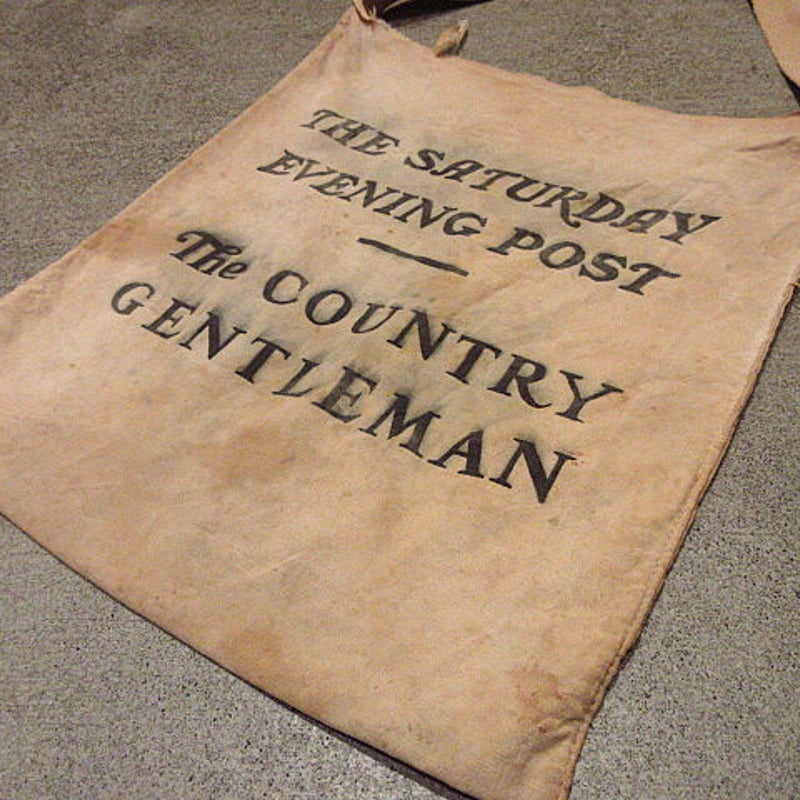 THE SATURDAY
EVENING POST
The COUNTRY
GENTLEMAN